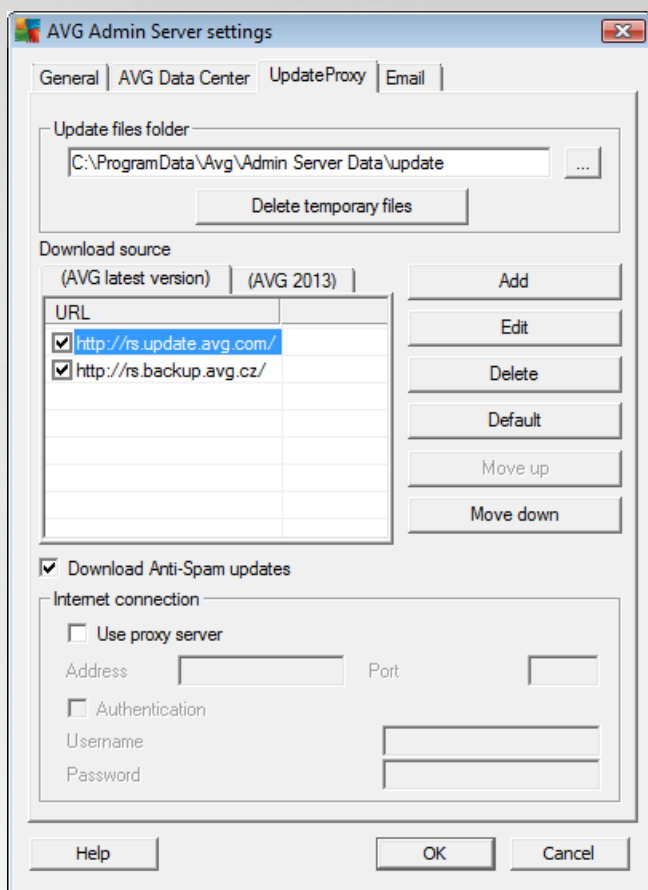 AVG Admin Server settings
General AVG Data Center UpdateProxy Email
Update files folder
C:\ProgramData\Avg\Admin Server Data\update ...
Delete temporary files
Download source
(AVG latest version) (AVG 2013)
URL
http://rs.update.avg.com/
http://rs.backup.avg.cz/
Add
Edit
Delete
Default
Move up
Move down
Download Anti-Spam updates
Internet connection
Use proxy server
Address Port
Authentication
Username
Password
Help OK Cancel